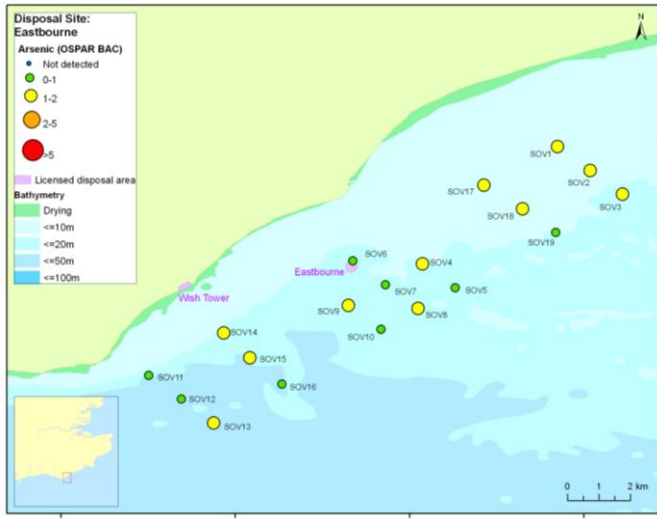 Disposal Site:
Eastbourne
Arsenic (OSPAR BAC)
Not detected
0-1
1-2
2-5
>5
Licensed disposal area
Bathymetry
Drying
<=10m
<=20m
<=50m
<=100m
N
SOV1
SOV2
SOV17
SOV3
SOV18
SOV19
SOV6
SOV4
Eastbourne
SOV7
SOV5
Wish Tower
SOV9
SOV8
SOV10
SOV14
SOV15
SOV11
SOV16
SOV12
SOV13
0 1 2 km